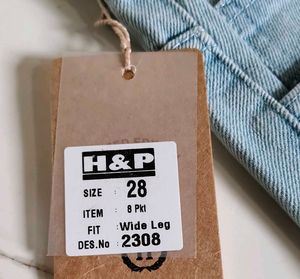 H&P
SIZE : 28
ITEM : 8 Pkt
FIT :Wide Leg
DES.No : 2308